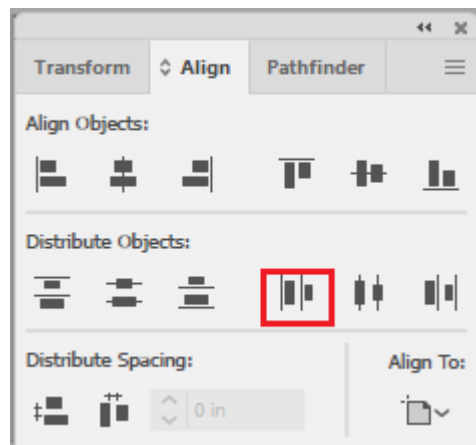 Transform Align Pathfinder
Align Objects:
Distribute Objects:
Distribute Spacing: Align To:
0 in